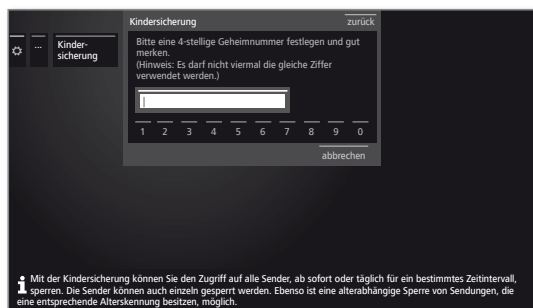 Kindersicherung
zurück
...
Kinder-
sicherung
Bitte eine 4-stellige Geheimnummer festlegen und gut
merken.
(Hinweis: Es darf nicht viermal die gleiche Ziffer
verwendet werden.)
1 2 3 4 5 6 7 8 9 0
abbrechen
i Mit der Kindersicherung können Sie den Zugriff auf alle Sender, ab sofort oder täglich für ein bestimmtes Zeitintervall,
sperren. Die Sender können auch einzeln gesperrt werden. Ebenso ist eine alterabhängige Sperre von Sendungen, die
eine entsprechende Alterskennung besitzen, möglich.